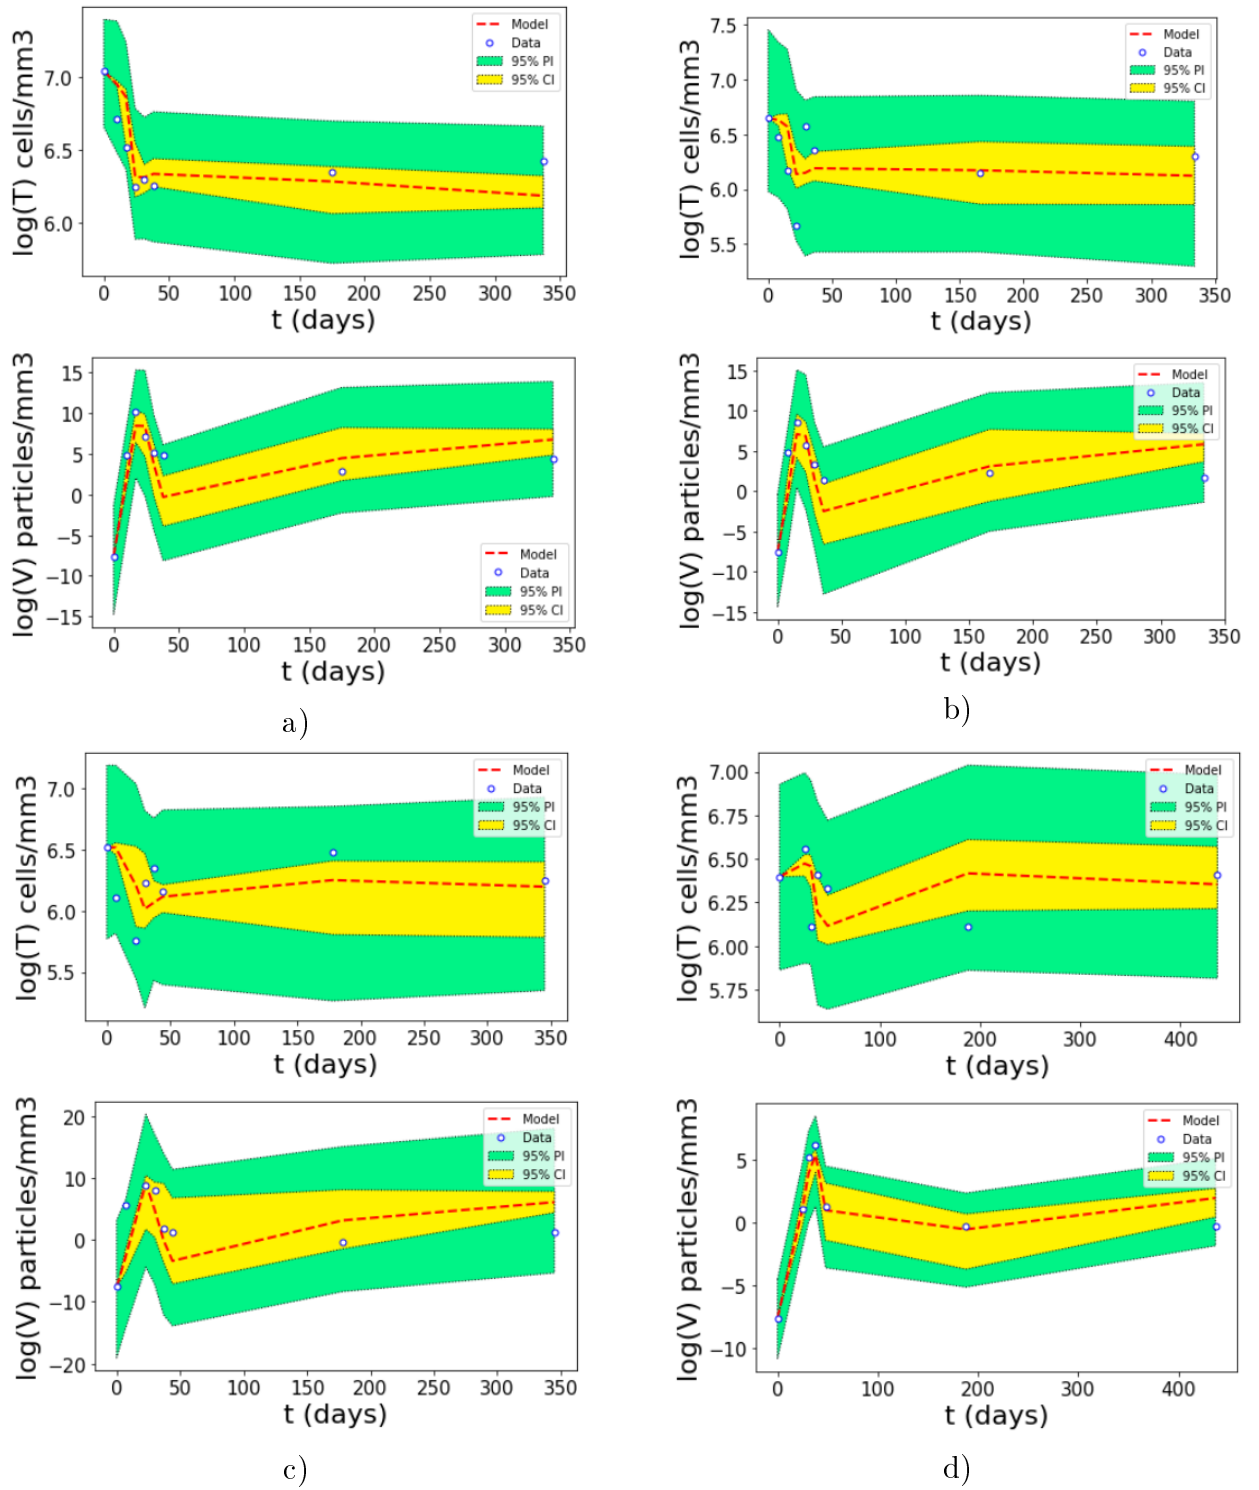 log(T) cells/mm3
7.0
6.5
6.0
Model
Data
95% PI
95% CI
0 50 100 150 200 250 300 350
t (days)
log(T) cells/mm3
7.5
7.0
6.5
6.0
5.5
Model
Data
95% PI
95% CI
0 50 100 150 200 250 300 350
t (days)
log(V) particles/mm3
15
10
5
0
−5
−10
−15
Model
Data
95% PI
95% CI
0 50 100 150 200 250 300 350
t (days)
a)
log(V) particles/mm3
15
10
5
0
−5
−10
−15
Model
Data
95% PI
95% CI
0 50 100 150 200 250 300 350
t (days)
b)
log(T) cells/mm3
7.0
6.5
6.0
5.5
Model
Data
95% PI
95% CI
0 50 100 150 200 250 300 350
t (days)
log(T) cells/mm3
7.00
6.75
6.50
6.25
6.00
5.75
Model
Data
95% PI
95% CI
0 100 200 300 400
t (days)
log(V) particles/mm3
20
10
0
−10
−20
Model
Data
95% PI
95% CI
0 50 100 150 200 250 300 350
t (days)
c)
log(V) particles/mm3
5
0
−5
−10
Model
Data
95% PI
95% CI
0 100 200 300 400
t (days)
d)